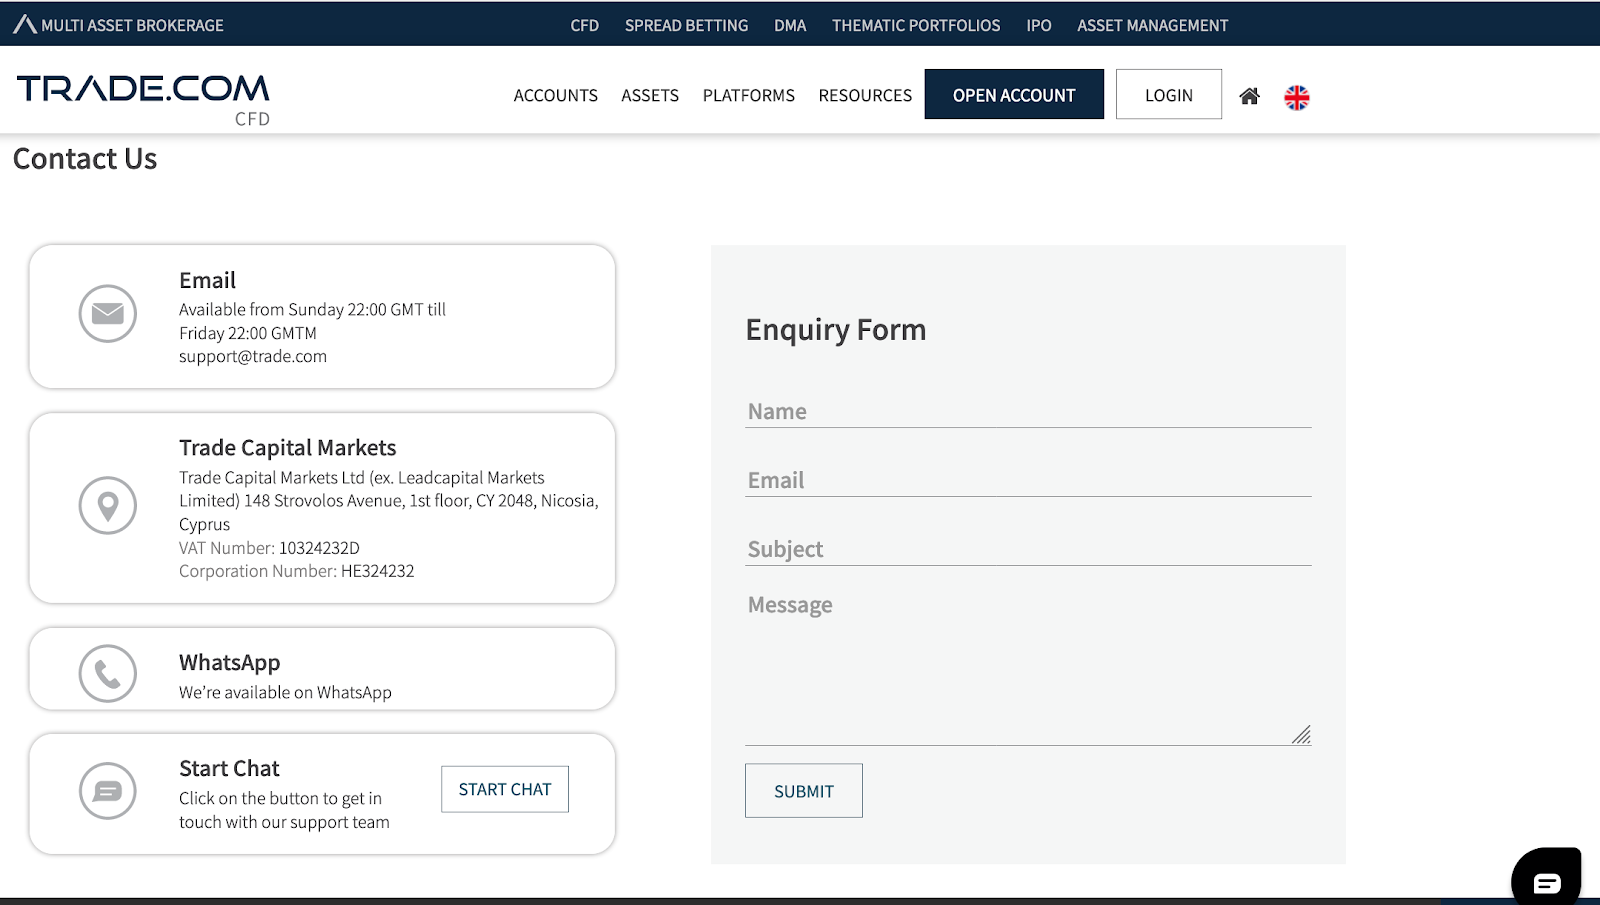 MULTI ASSET BROKERAGE
CFD SPREAD BETTING DMA THEMATIC PORTFOLIOS IPO ASSET MANAGEMENT
TRADE.COM
CFD
ACCOUNTS ASSETS PLATFORMS RESOURCES OPEN ACCOUNT LOGIN
Contact Us
Email
Available from Sunday 22:00 GMT till
Friday 22:00 GMTM
support@trade.com
Trade Capital Markets
Trade Capital Markets Ltd (ex. Leadcapital Markets
Limited) 148 Strovolos Avenue, 1st floor, CY 2048, Nicosia,
Cyprus
VAT Number: 10324232D
Corporation Number: HE324232
WhatsApp
We’re available on WhatsApp
Start Chat
Click on the button to get in
touch with our support team
START CHAT
Enquiry Form
Name
Email
Subject
Message
SUBMIT